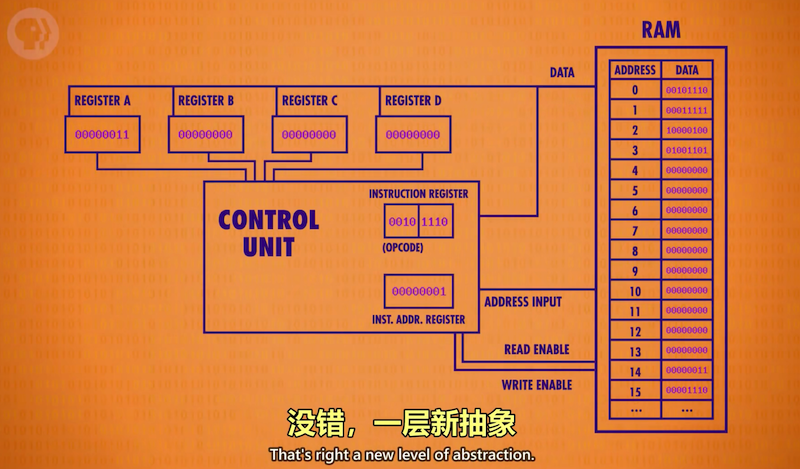 RAM
DATA
REGISTER A
REGISTER B
REGISTER C
REGISTER D
00000011
00000000
00000000
00000000
CONTROL
UNIT
INSTRUCTION REGISTER
0010 1110
(OPCODE)
00000001
INST. ADDR. REGISTER
ADDRESS INPUT
READ ENABLE
WRITE ENABLE
ADDRESS DATA
0 00101110
1 00011111
2 10000100
3 01001101
4 00000000
5 00000000
6 00000000
7 00000000
8 00000000
9 00000000
10 00000000
11 00000000
12 00000000
13 00000000
14 00000011
15 00001110
... ...
没错，一层新抽象
That's right a new level of abstraction.